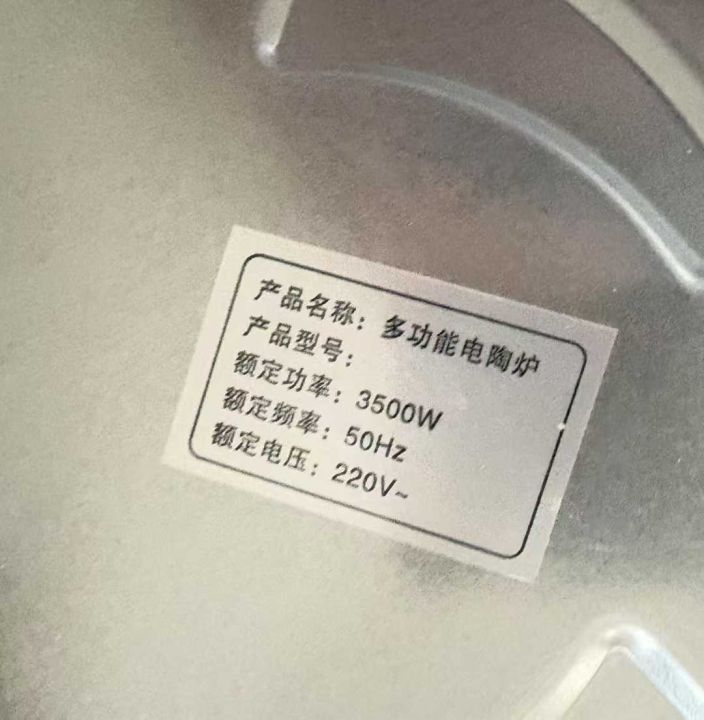 产品名称：多功能电陶炉
产品型号：
额定功率：3500W
额定频率：50Hz
额定电压：220V~